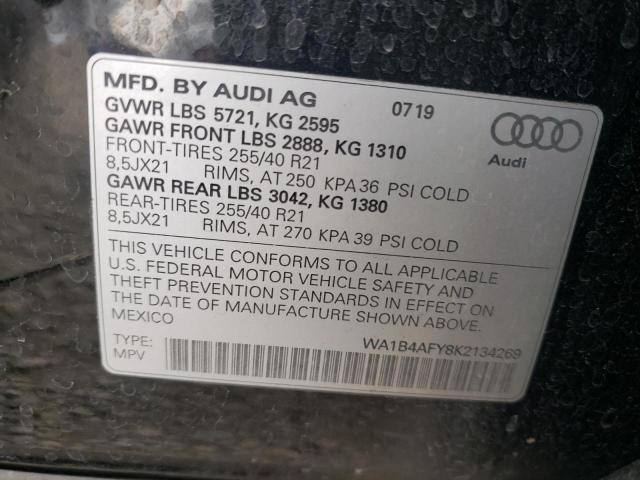 MFD. BY AUDI AG 0719
GVWR LBS 5721, KG 2595
GAWR FRONT LBS 2888, KG 1310
FRONT-TIRES 255/40 R21
8,5JX21 RIMS, AT 250 KPA 36 PSI COLD
GAWR REAR LBS 3042, KG 1380
REAR-TIRES 255/40 R21
8,5JX21 RIMS, AT 270 KPA 39 PSI COLD
Audi
THIS VEHICLE CONFORMS TO ALL APPLICABLE
U.S. FEDERAL MOTOR VEHICLE SAFETY AND
THEFT PREVENTION STANDARDS IN EFFECT ON
THE DATE OF MANUFACTURE SHOWN ABOVE.
MEXICO
TYPE: WA1B4AFY8K2134269
MPV